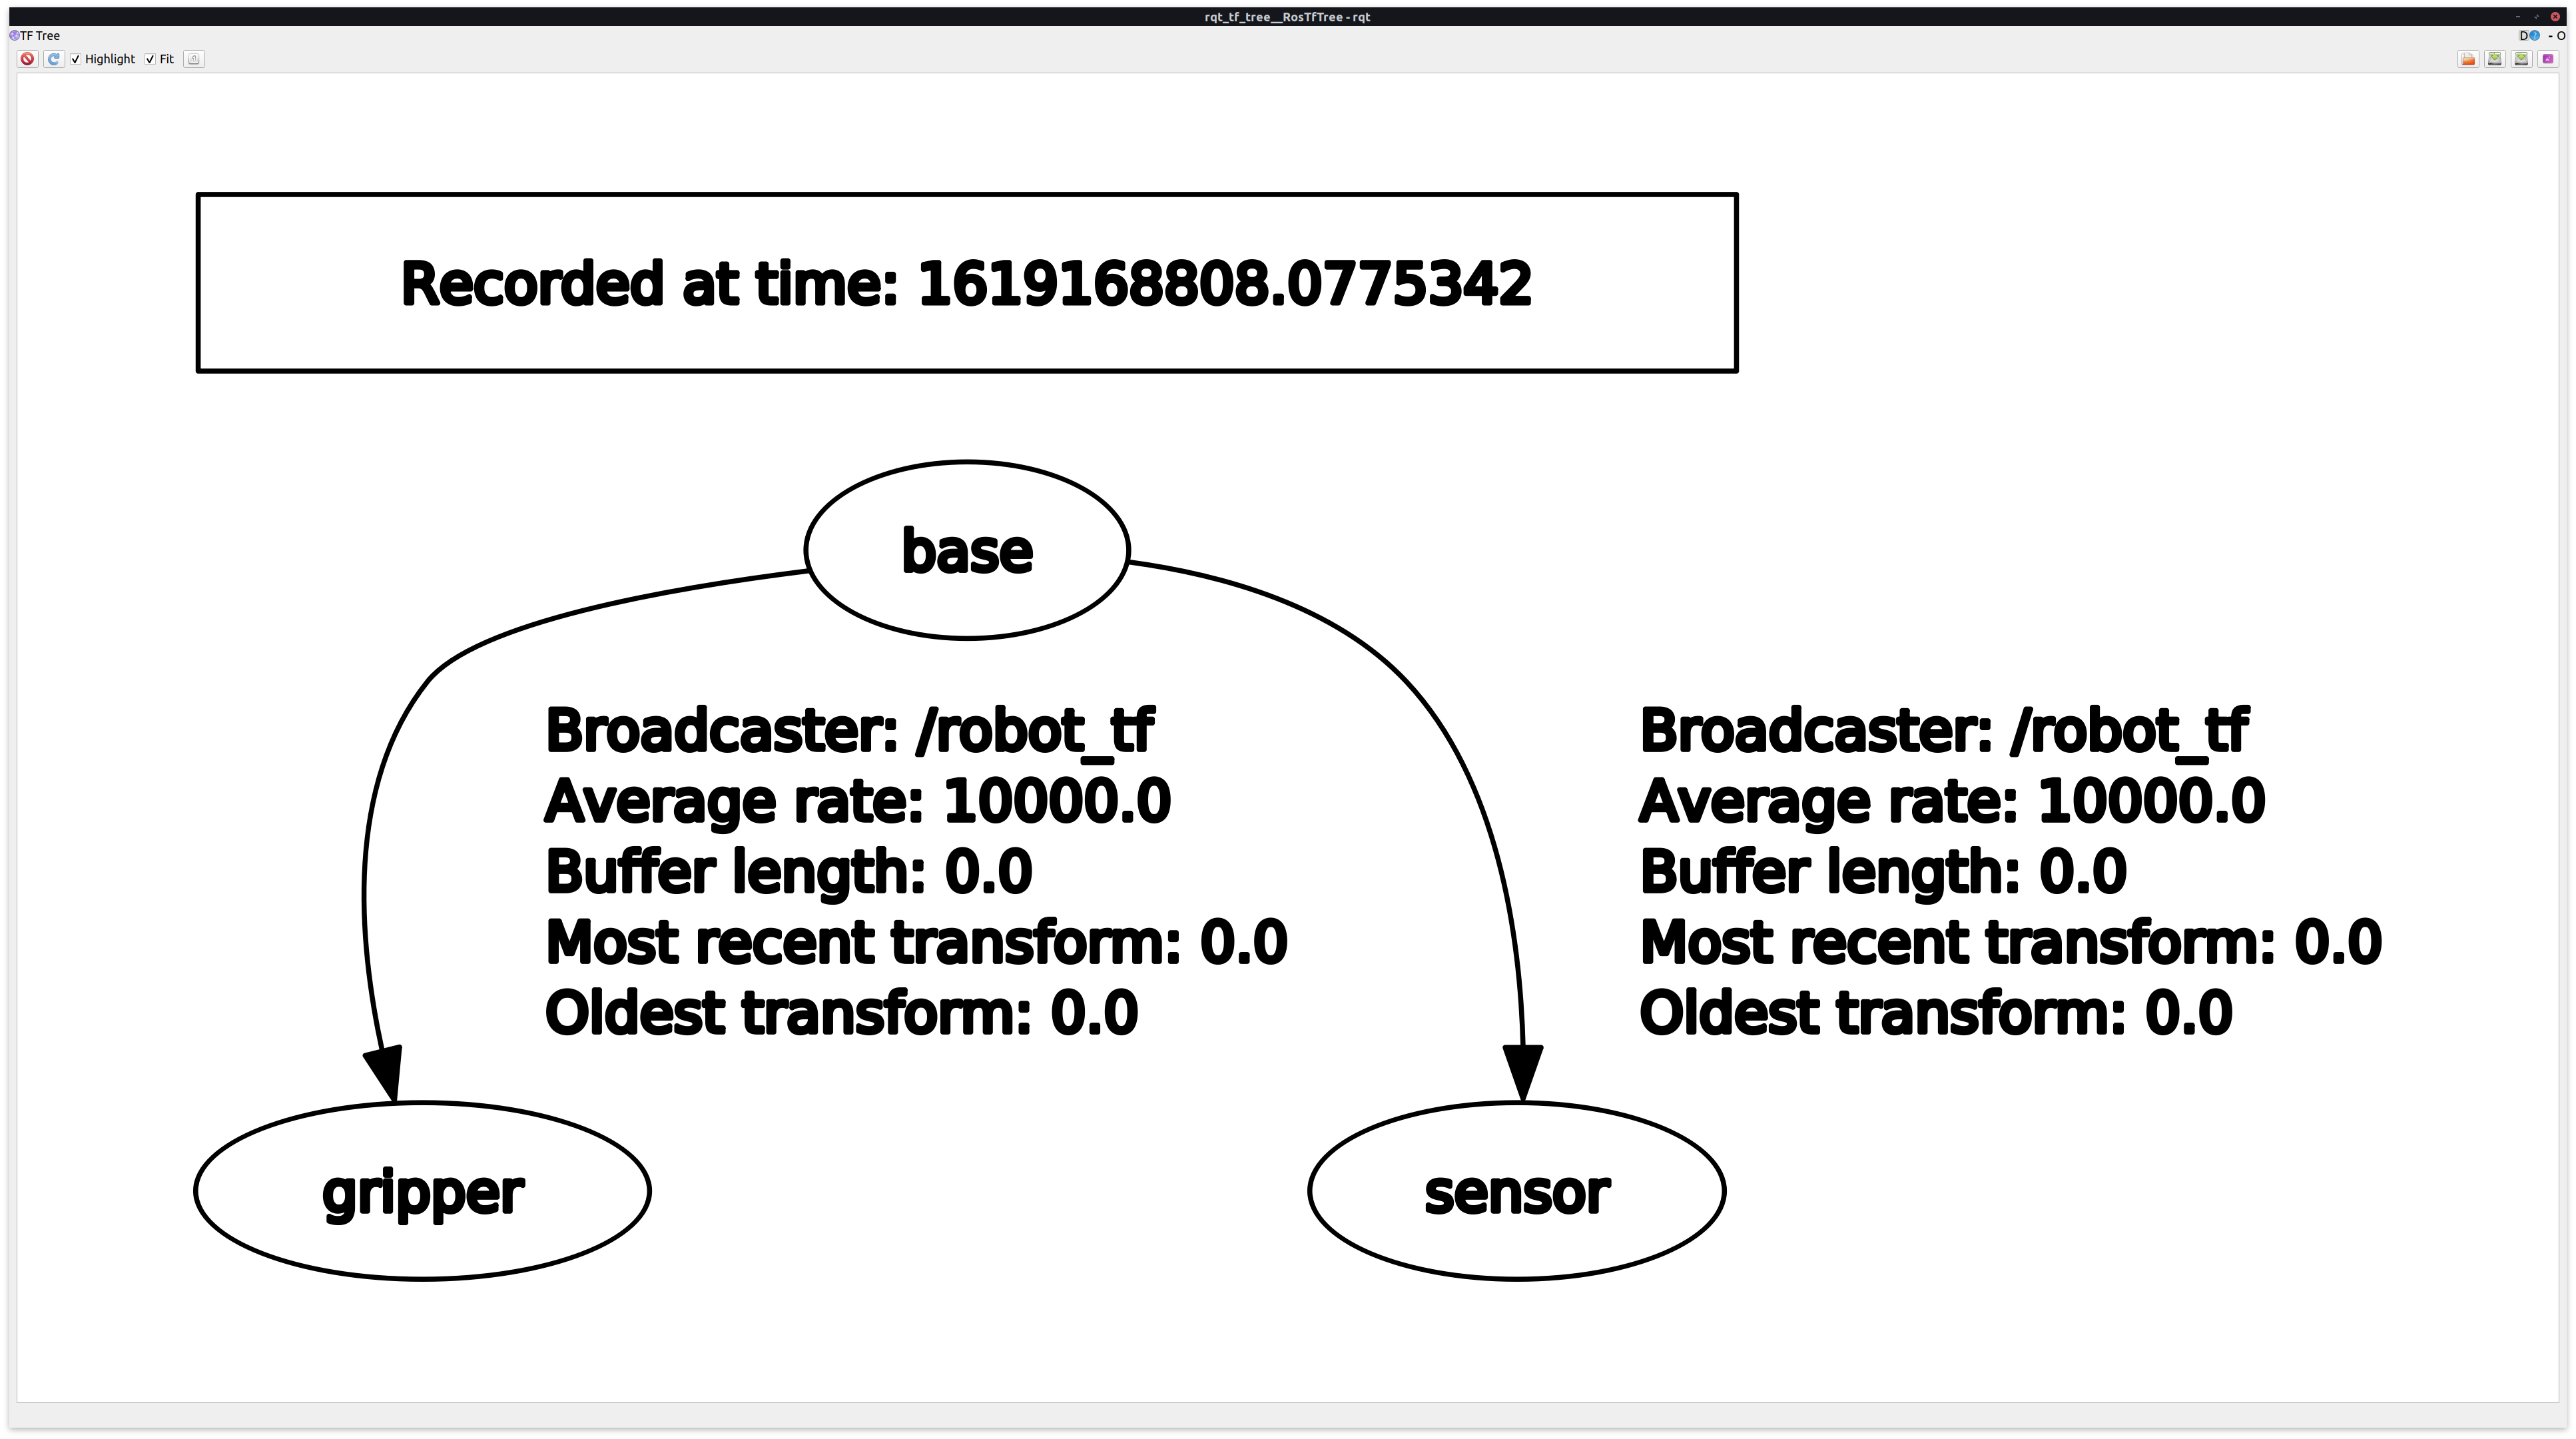 rqt_tf_tree__RosTfTree - rqt
TF Tree
D - O
Highlight Fit
Recorded at time: 1619168808.0775342
base
Broadcaster: /robot_tf
Average rate: 10000.0
Buffer length: 0.0
Most recent transform: 0.0
Oldest transform: 0.0
Broadcaster: /robot_tf
Average rate: 10000.0
Buffer length: 0.0
Most recent transform: 0.0
Oldest transform: 0.0
gripper
sensor